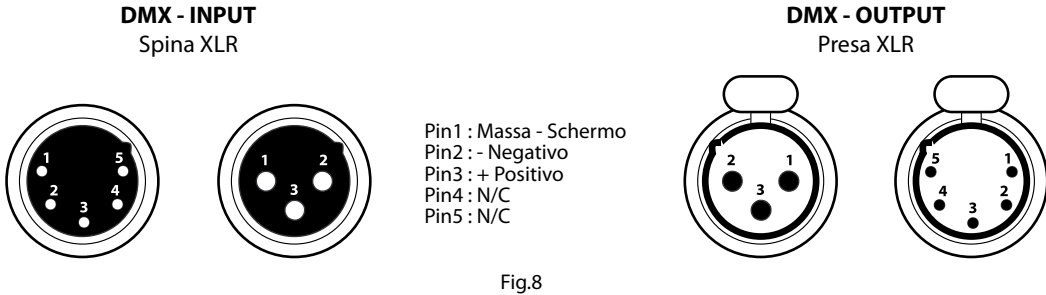 DMX - INPUT
Spina XLR
DMX - OUTPUT
Presa XLR
1 5
2 4
3
1 2
3
Pin1 : Massa - Schermo
Pin2 : - Negativo
Pin3 : + Positivo
Pin4 : N/C
Pin5 : N/C
2 1
3
5 1
4 2
3
Fig.8